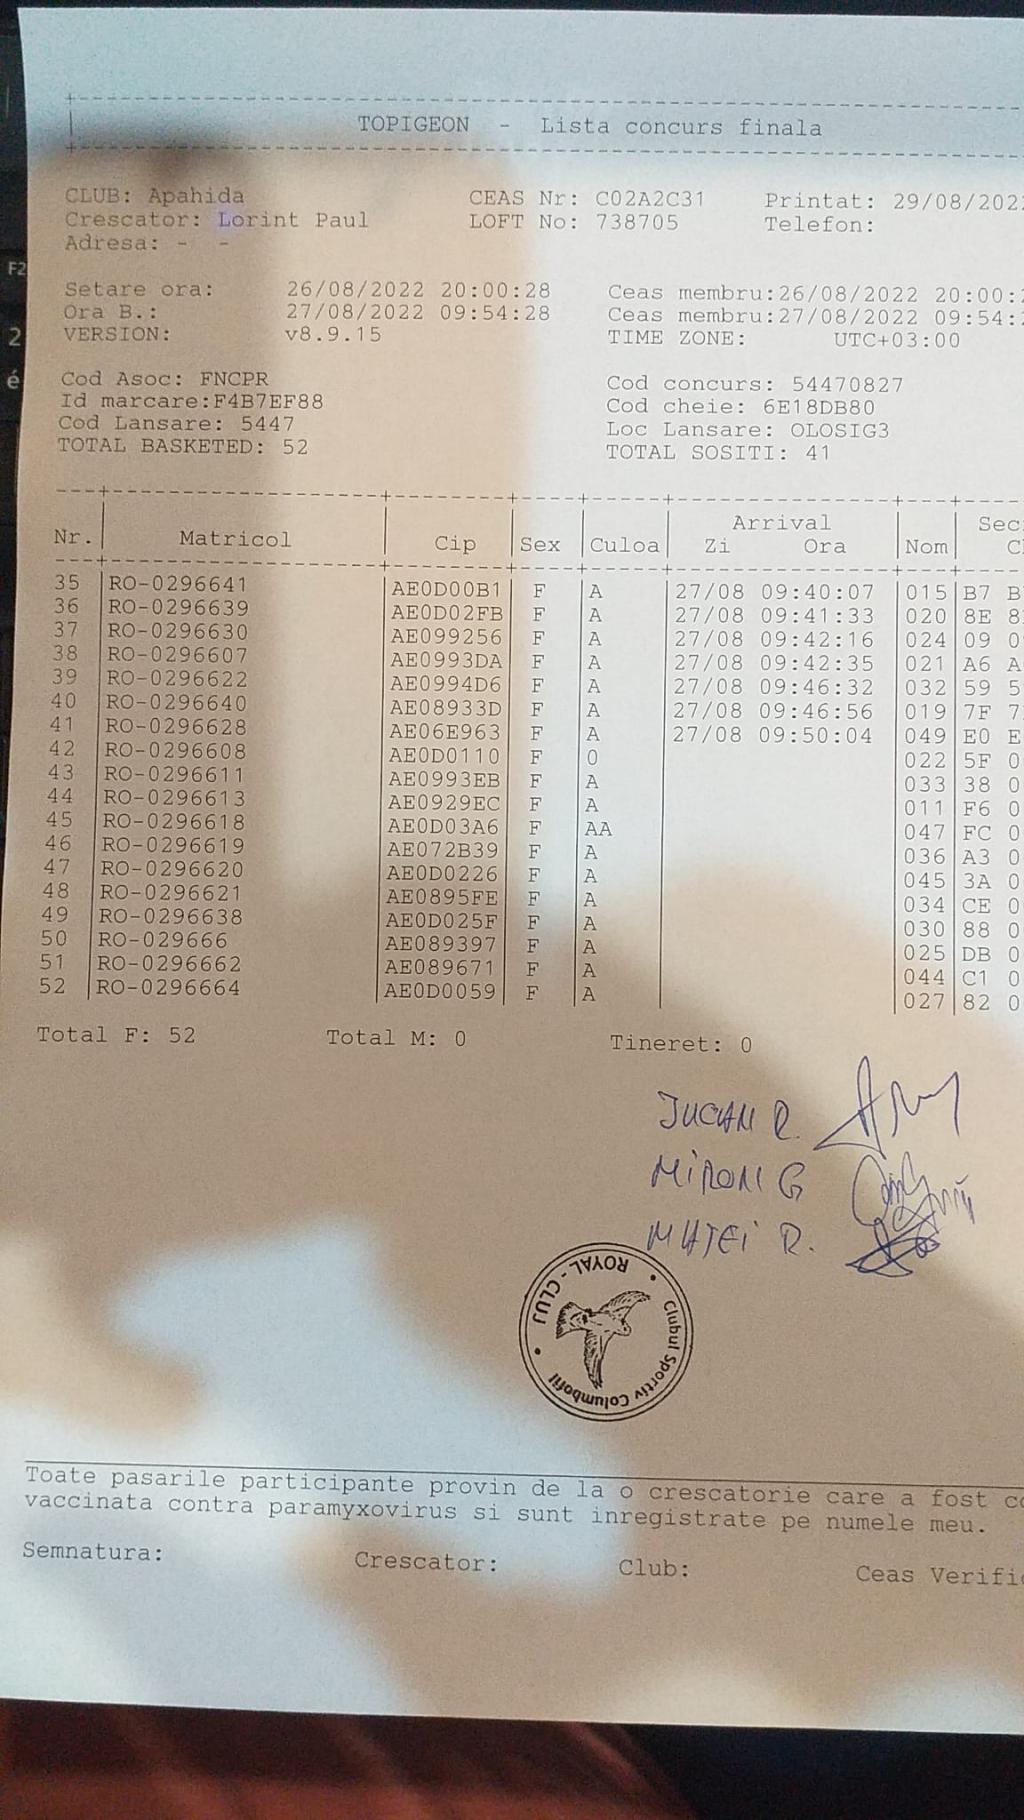 TOPIGEON - Lista concurs finala
CLUB: Apahida CEAS Nr: C02A2C31 Printat: 29/08/202
Crescator: Lorint Paul LOFT No: 738705 Telefon:
Adresa: - -
Setare ora: 26/08/2022 20:00:28 Ceas membru:26/08/2022 20:00:
Ora B.: 27/08/2022 09:54:28 Ceas membru:27/08/2022 09:54:
VERSION: v8.9.15 TIME ZONE: UTC+03:00
Cod Asoc: FNCPR Cod concurs: 54470827
Id marcare:F4B7EF88 Cod cheie: 6E18DB80
Cod Lansare: 5447 Loc Lansare: OLOSIG3
TOTAL BASKETED: 52 TOTAL SOSITI: 41
Arrival Sec
Nr. Matricol Cip Sex Culoa Zi Ora Nom
35 RO-0296641 AE0D00B1 F A 27/08 09:40:07 015 B7 B
36 RO-0296639 AE0D02FB F A 27/08 09:41:33 020 8E 8
37 RO-0296630 AE099256 F A 27/08 09:42:16 024 09 0
38 RO-0296607 AE0993DA F A 27/08 09:42:35 021 A6 A
39 RO-0296622 AE0994D6 F A 27/08 09:46:32 032 59 5
40 RO-0296640 AE08933D F A 27/08 09:46:56 019 7F 7
41 RO-0296628 AE06E963 F A 27/08 09:50:04 049 E0 E
42 RO-0296608 AE0D0110 F 0 022 5F 0
43 RO-0296611 AE0993EB F A 033 38 0
44 RO-0296613 AE0929EC F A 011 F6 0
45 RO-0296618 AE0D03A6 F AA 047 FC 0
46 RO-0296619 AE072B39 F A 036 A3 0
47 RO-0296620 AE0D0226 F A 045 3A 0
48 RO-0296621 AE0895FE F A 034 CE 0
49 RO-0296638 AE0D025F F A 030 88 0
50 RO-029666 AE089397 F A 025 DB 0
51 RO-0296662 AE089671 F A 044 C1 0
52 RO-0296664 AE0D0059 F A 027 82 0
Total F: 52 Total M: 0 Tineret: 0
JUCAN R.
MIRON G
MATEI R.
ROYAL - CLUJ
Clubul Sportiv Columbofil
Toate pasarile participante provin de la o crescatorie care a fost
vaccinata contra paramyxovirus si sunt inregistrate pe numele meu.
Semnatura: Crescator: Club: Ceas Verific
F2
2
é